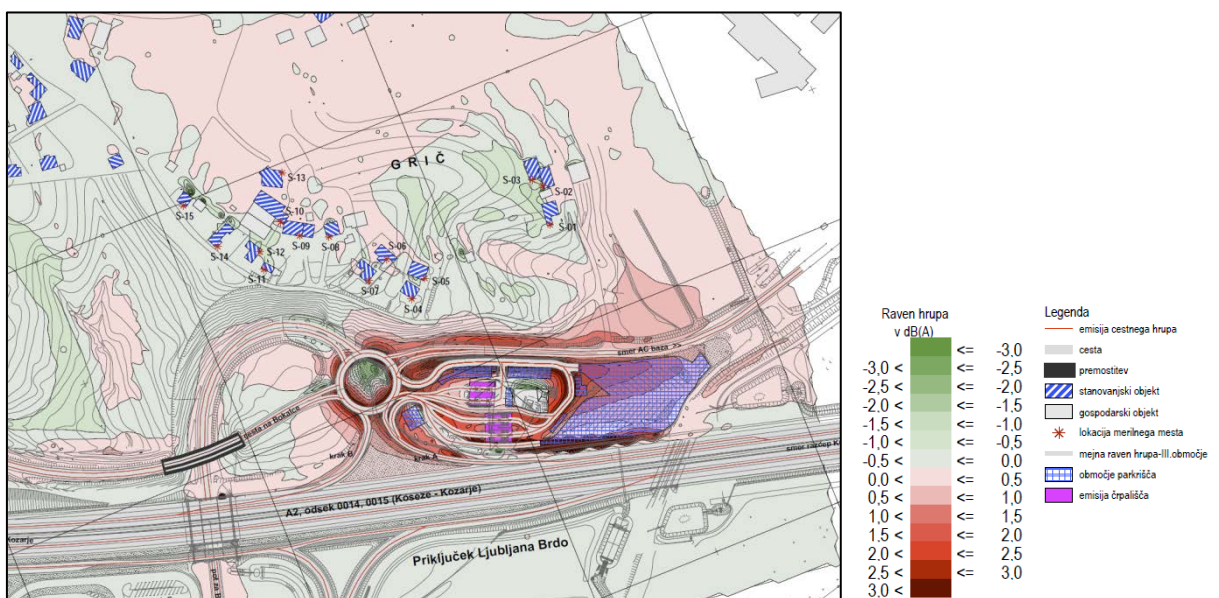 GRIČ
S-03
S-02
S-01
S-13
S-10
S-15
S-09
S-08
S-14
S-12
S-11
S-06
S-05
S-07
S-04
smer AC baza >>
cesta na Bokalce
krak B
krak A
A2, odsek 0014, 0015 (Koseze - Kozarje)
Kozarje
Priključek Ljubljana Brdo
Raven hrupa
v dB(A)
<= -3,0
-3,0 < <= -2,5
-2,5 < <= -2,0
-2,0 < <= -1,5
-1,5 < <= -1,0
-1,0 < <= -0,5
-0,5 < <= 0,0
0,0 < <= 0,5
0,5 < <= 1,0
1,0 < <= 1,5
1,5 < <= 2,0
2,0 < <= 2,5
2,5 < <= 3,0
3,0 <
Legenda
emisija cestnega hrupa
cesta
premostitev
stanovanjski objekt
gospodarski objekt
lokacija merilnega mesta
mejna raven hrupa-III.območje
območje parkirišča
emisija črpališča